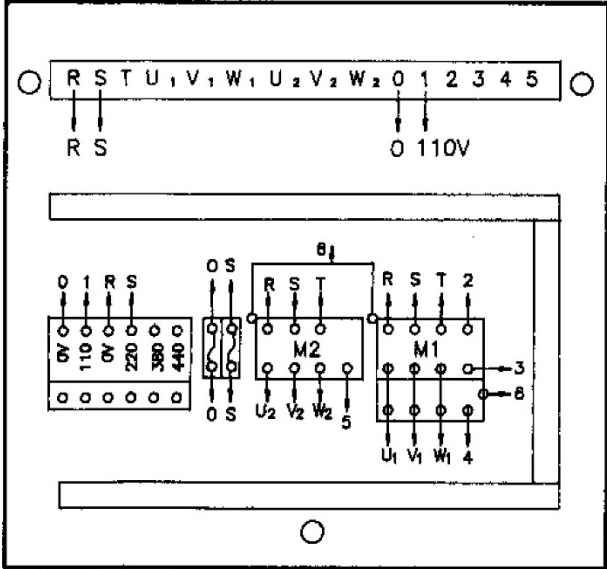 R S T U₁ V₁ W₁ U₂ V₂ W₂ 0 1 2 3 4 5
R S 0 110V
6
0 1 R S 0 S R S T R S T 2
0V 110 0V 220 380 440
M2 M1
3
6
0 S U₂ V₂ W₂ 5
U₁ V₁ W₁ 4